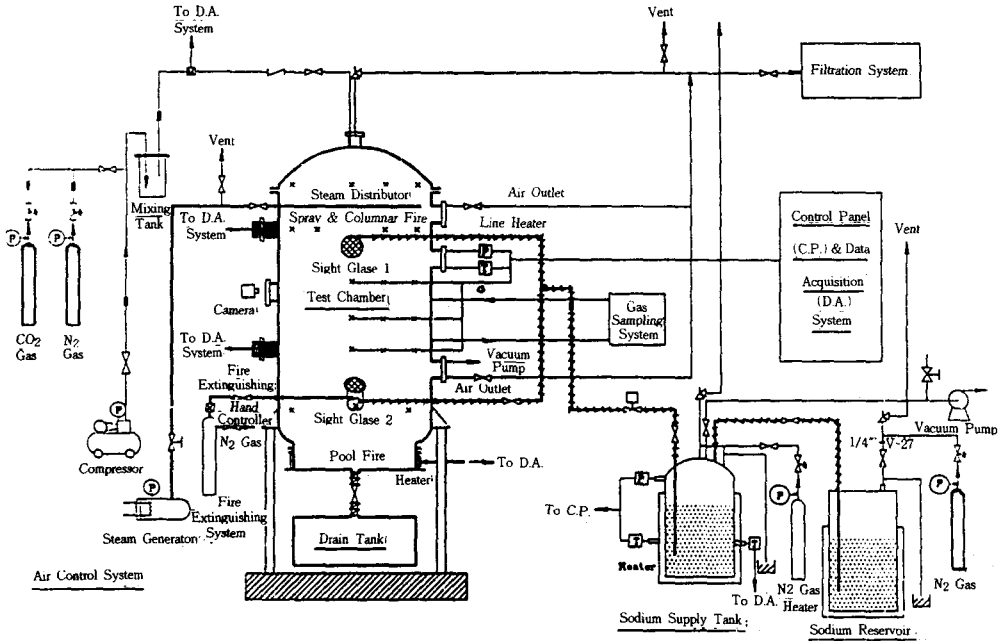 To D.A.
System
Vent
Filtration System
Vent
Mixing
Tank
Steam Distributor
Air Outlet
To D.A.
System
Spray & Columnar Fire
Line Heater
Control Panel
(C.P.) & Data
Acquisition
(D.A.)
System
Vent
P
P
P
T
Sight Glase 1
Test Chamber
Camera
Gas
Sampling
System
CO2
Gas
N2
Gas
To D.A.
System
Vacuum
Pump
Air Outlet
Fire
Extinguishing
Hand
Controller
N2 Gas
Sight Glase 2
P
Compressor
Vacuum Pump
1/4" V-27
Pool Fire
Heater
To D.A.
P
Steam Generator
Fire
Extinguishing
System
Drain Tank
To C.P.
P
T
T
Heater
P
P
To D.A.
N2 Gas
Heater
N2 Gas
Air Control System
Sodium Supply Tank
Sodium Reservoir